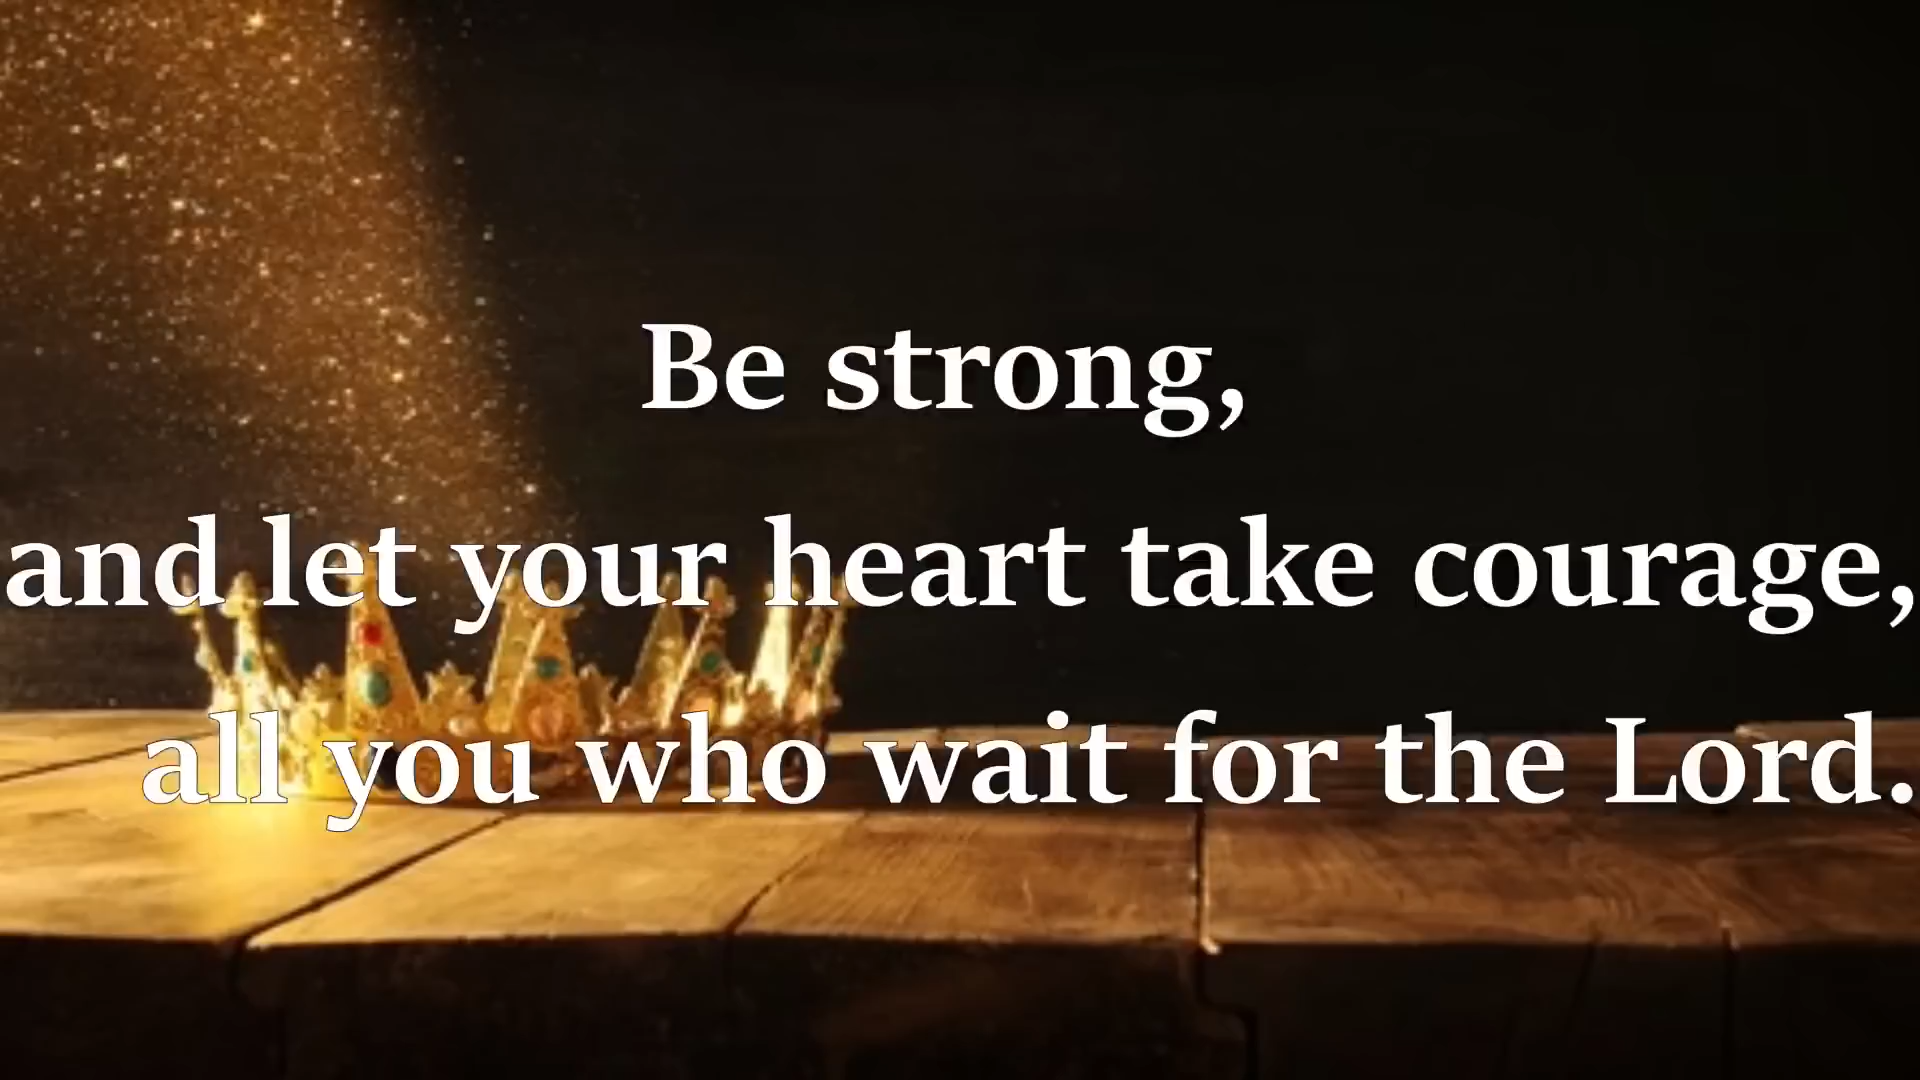 Be strong,
and let your heart take courage,
all you who wait for the Lord.